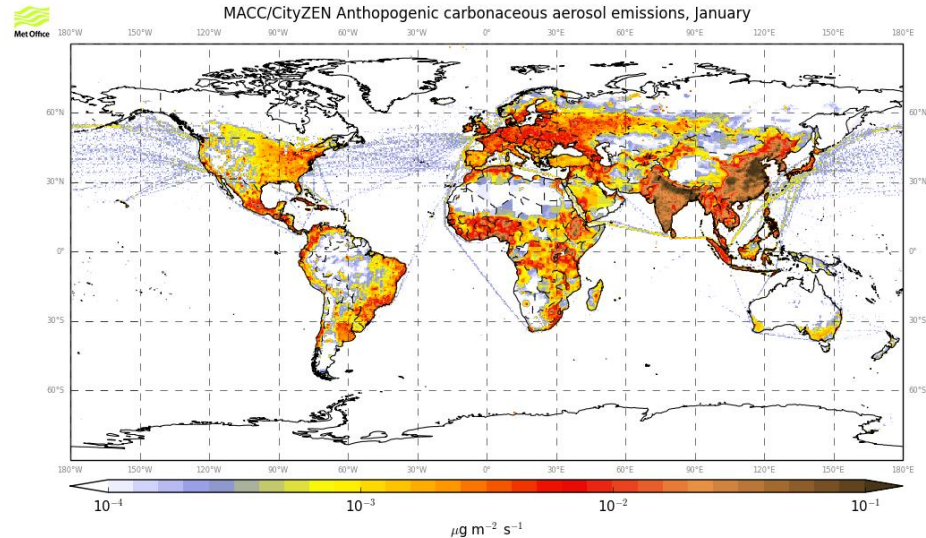 MACC/CityZEN Anthopogenic carbonaceous aerosol emissions, January
Met Office
180°W 150°W 120°W 90°W 60°W 30°W 0° 30°E 60°E 90°E 120°E 150°E 180°E
60°N 60°N
30°N 30°N
0° 0°
30°S 30°S
60°S 60°S
180°W 150°W 120°W 90°W 60°W 30°W 0° 30°E 60°E 90°E 120°E 150°E 180°E
10⁻⁴ 10⁻³ 10⁻² 10⁻¹
μg m⁻² s⁻¹